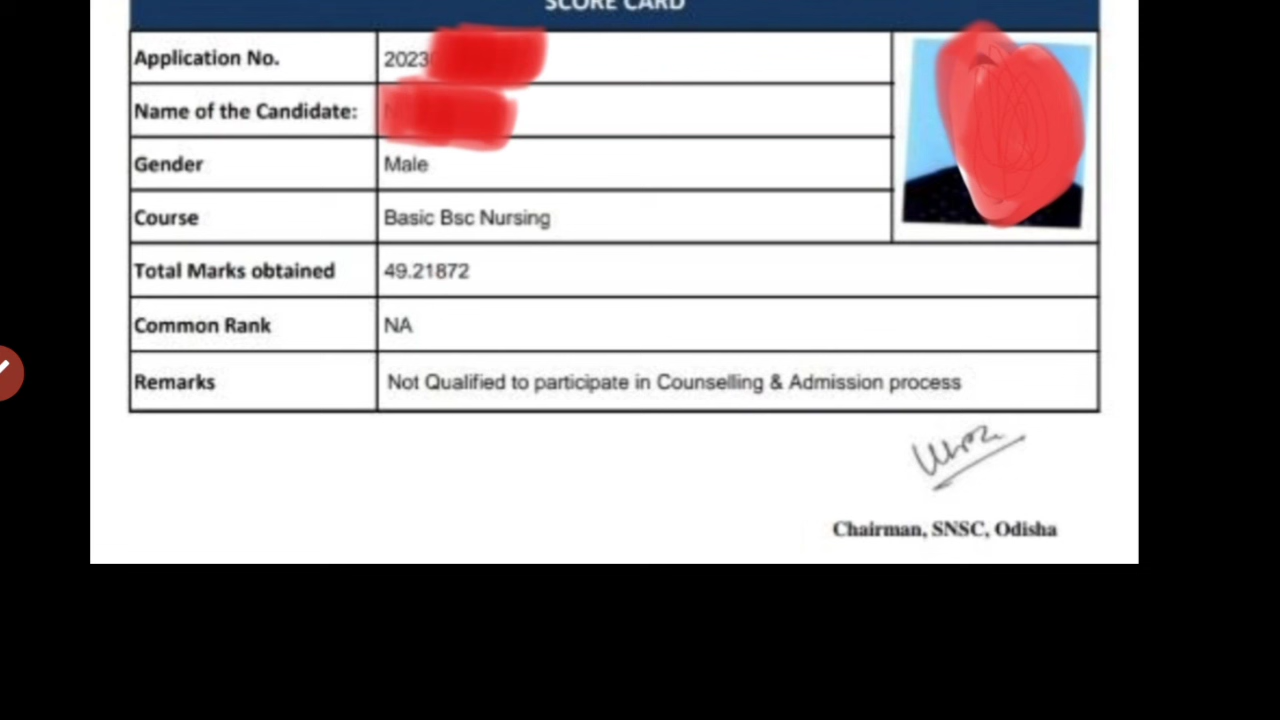 SCORE CARD
Application No. 2023
Name of the Candidate:
Gender Male
Course Basic Bsc Nursing
Total Marks obtained 49.21872
Common Rank NA
Remarks Not Qualified to participate in Counselling & Admission process
Chairman, SNSC, Odisha